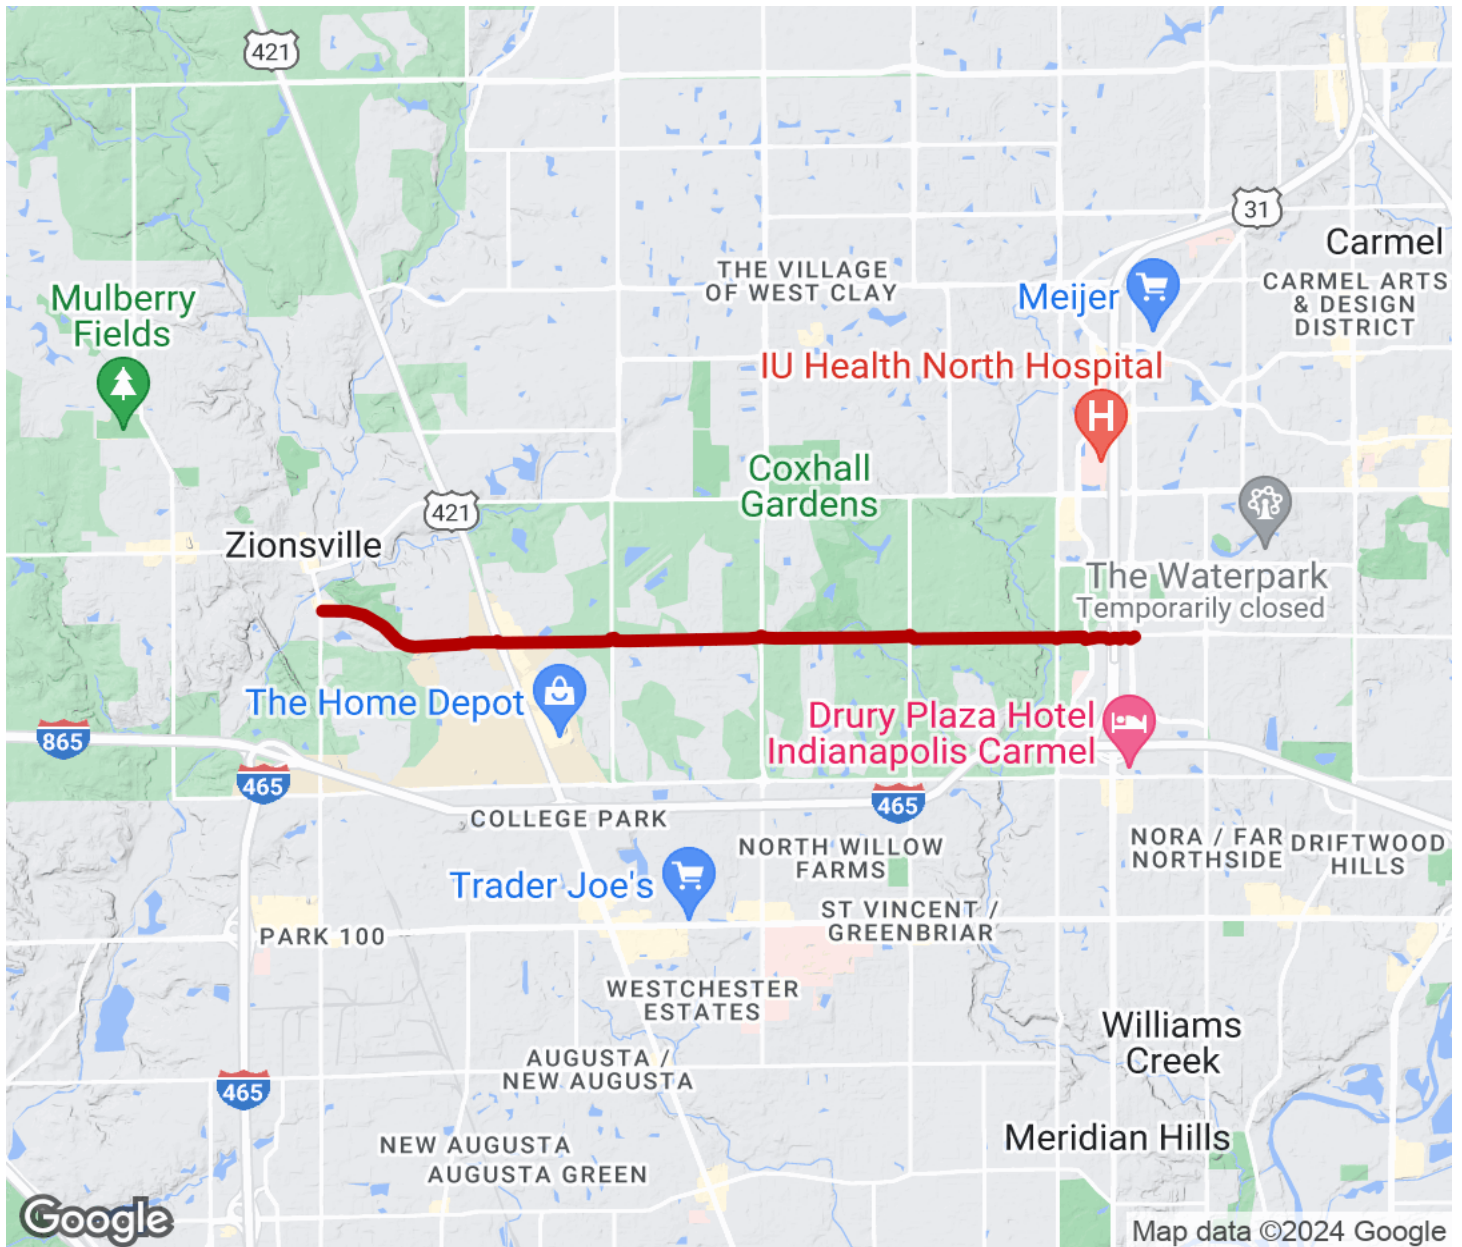 421
31
Carmel
THE VILLAGE
OF WEST CLAY
CARMEL ARTS
& DESIGN
DISTRICT
Mulberry
Fields
Meijer
IU Health North Hospital
H
Coxhall
Gardens
421
Zionsville
The Waterpark
Temporarily closed
The Home Depot
Drury Plaza Hotel
Indianapolis Carmel
865
465
465
COLLEGE PARK
NORTH WILLOW
FARMS
NORA / FAR
NORTHSIDE
DRIFTWOOD
HILLS
Trader Joe's
ST VINCENT /
GREENBRIAR
PARK 100
WESTCHESTER
ESTATES
Williams
Creek
AUGUSTA /
NEW AUGUSTA
465
NEW AUGUSTA
AUGUSTA GREEN
Meridian Hills
Google
Map data ©2024 Google